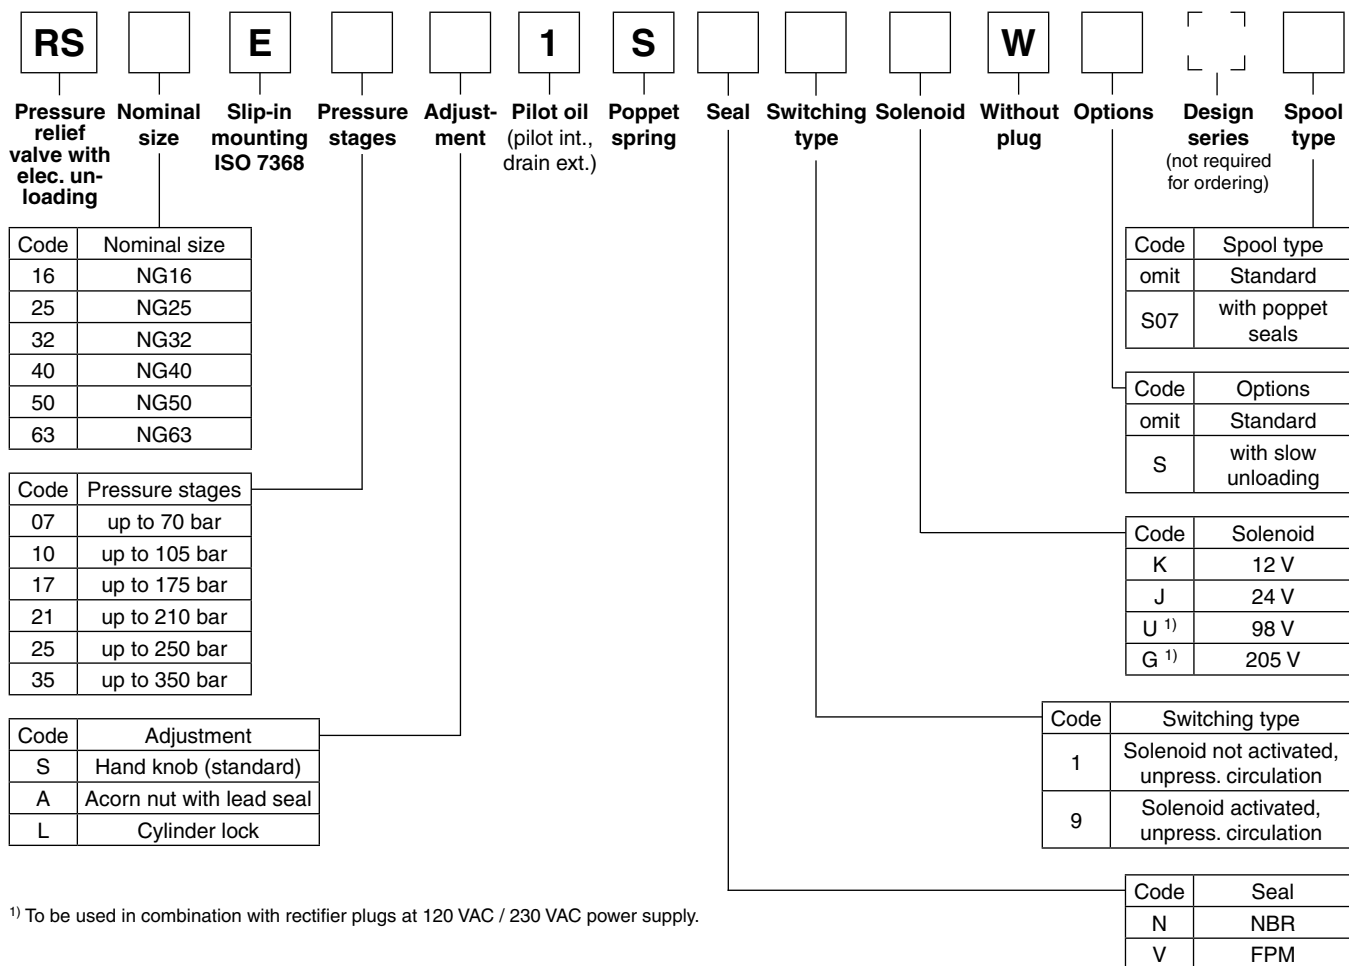 RS E 1 S W
Pressure relief valve with elec. un-loading
Nominal size
Slip-in mounting ISO 7368
Pressure stages
Adjust-ment
Pilot oil (pilot int., drain ext.)
Poppet spring
Seal
Switching type
Solenoid
Without plug
Options
Design series (not required for ordering)
Spool type
Code Nominal size
16 NG16
25 NG25
32 NG32
40 NG40
50 NG50
63 NG63
Code Pressure stages
07 up to 70 bar
10 up to 105 bar
17 up to 175 bar
21 up to 210 bar
25 up to 250 bar
35 up to 350 bar
Code Adjustment
S Hand knob (standard)
A Acorn nut with lead seal
L Cylinder lock
Code Spool type
omit Standard
S07 with poppet seals
Code Options
omit Standard
S with slow unloading
Code Solenoid
K 12 V
J 24 V
U 1) 98 V
G 1) 205 V
Code Switching type
1 Solenoid not activated, unpress. circulation
9 Solenoid activated, unpress. circulation
Code Seal
N NBR
V FPM
1) To be used in combination with rectifier plugs at 120 VAC / 230 VAC power supply.